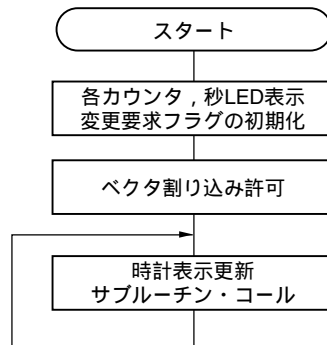 スタート
各カウンタ，秒LED表示
変更要求フラグの初期化
ベクタ割り込み許可
時計表示更新
サブルーチン・コール